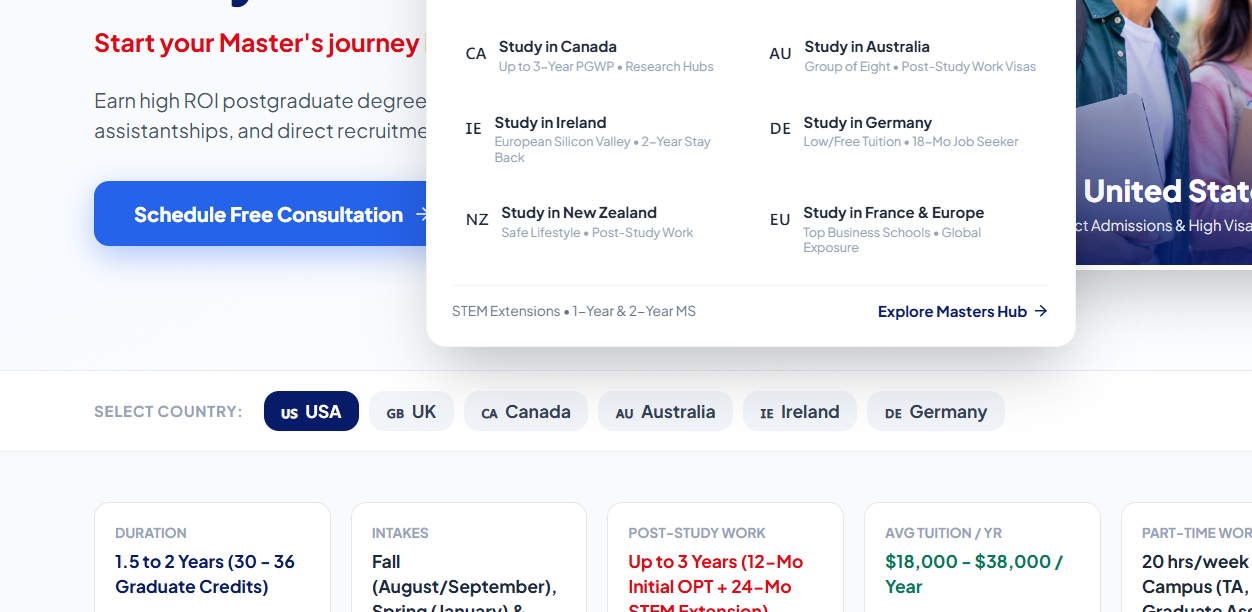 Start your Master's journey
Earn high ROI postgraduate degree
assistantships, and direct recruitme
Schedule Free Consultation →
CA Study in Canada
Up to 3-Year PGWP • Research Hubs
AU Study in Australia
Group of Eight • Post-Study Work Visas
IE Study in Ireland
European Silicon Valley • 2-Year Stay
Back
DE Study in Germany
Low/Free Tuition • 18-Mo Job Seeker
NZ Study in New Zealand
Safe Lifestyle • Post-Study Work
EU Study in France & Europe
Top Business Schools • Global
Exposure
STEM Extensions • 1-Year & 2-Year MS
Explore Masters Hub →
United State
ct Admissions & High Visa
SELECT COUNTRY:
US USA
GB UK
CA Canada
AU Australia
IE Ireland
DE Germany
DURATION
1.5 to 2 Years (30 - 36
Graduate Credits)
INTAKES
Fall
(August/September),
Spring (January) &
POST-STUDY WORK
Up to 3 Years (12-Mo
Initial OPT + 24-Mo
STEM Extension)
AVG TUITION / YR
$18,000 - $38,000 /
Year
PART-TIME WOR
20 hrs/week
Campus (TA,
Graduate As